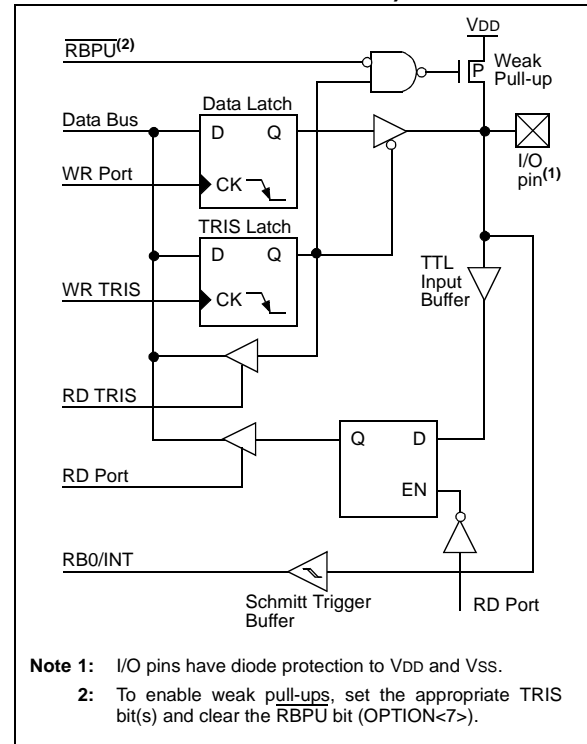 VDD
RBPU(2)
P
Weak
Pull-up
Data Bus
Data Latch
D Q
I/O
pin(1)
WR Port
CK
TRIS Latch
D Q
TTL
Input
Buffer
WR TRIS
CK
RD TRIS
Q D
RD Port
EN
RB0/INT
Schmitt Trigger
Buffer
RD Port
Note 1: I/O pins have diode protection to VDD and VSS.
2: To enable weak pull-ups, set the appropriate TRIS
bit(s) and clear the RBPU bit (OPTION<7>).